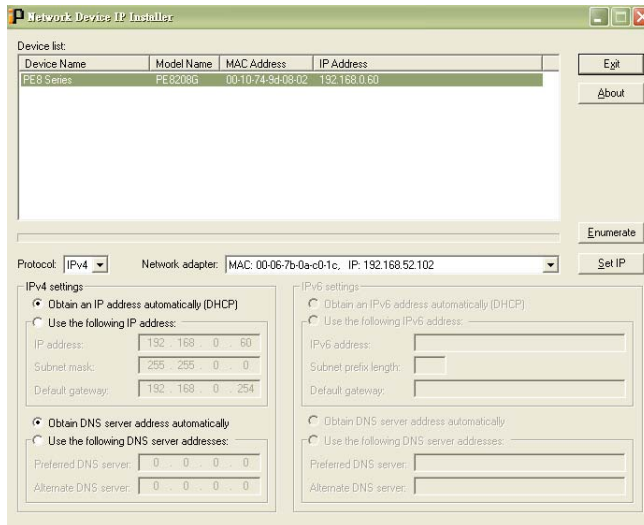 Network Device IP Installer
Device list:
Device Name Model Name MAC Address IP Address
PE8 Series PE8208G 00-10-74-9d-08-02 192.168.0.60
Exit
About
Enumerate
Protocol: IPv4 Network adapter: MAC: 00-06-7b-0a-c0-1c, IP: 192.168.52.102 Set IP
IPv4 settings
Obtain an IP address automatically (DHCP)
Use the following IP address:
IP address: 192 . 168 . 0 . 60
Subnet mask: 255 . 255 . 0 . 0
Default gateway: 192 . 168 . 0 . 254
Obtain DNS server address automatically
Use the following DNS server addresses:
Preferred DNS server: 0 . 0 . 0 . 0
Alternate DNS server: 0 . 0 . 0 . 0
IPv6 settings
Obtain an IPv6 address automatically (DHCP)
Use the following IPv6 address:
IPv6 address:
Subnet prefix length:
Default gateway:
Obtain DNS server address automatically
Use the following DNS server addresses:
Preferred DNS server:
Alternate DNS server: